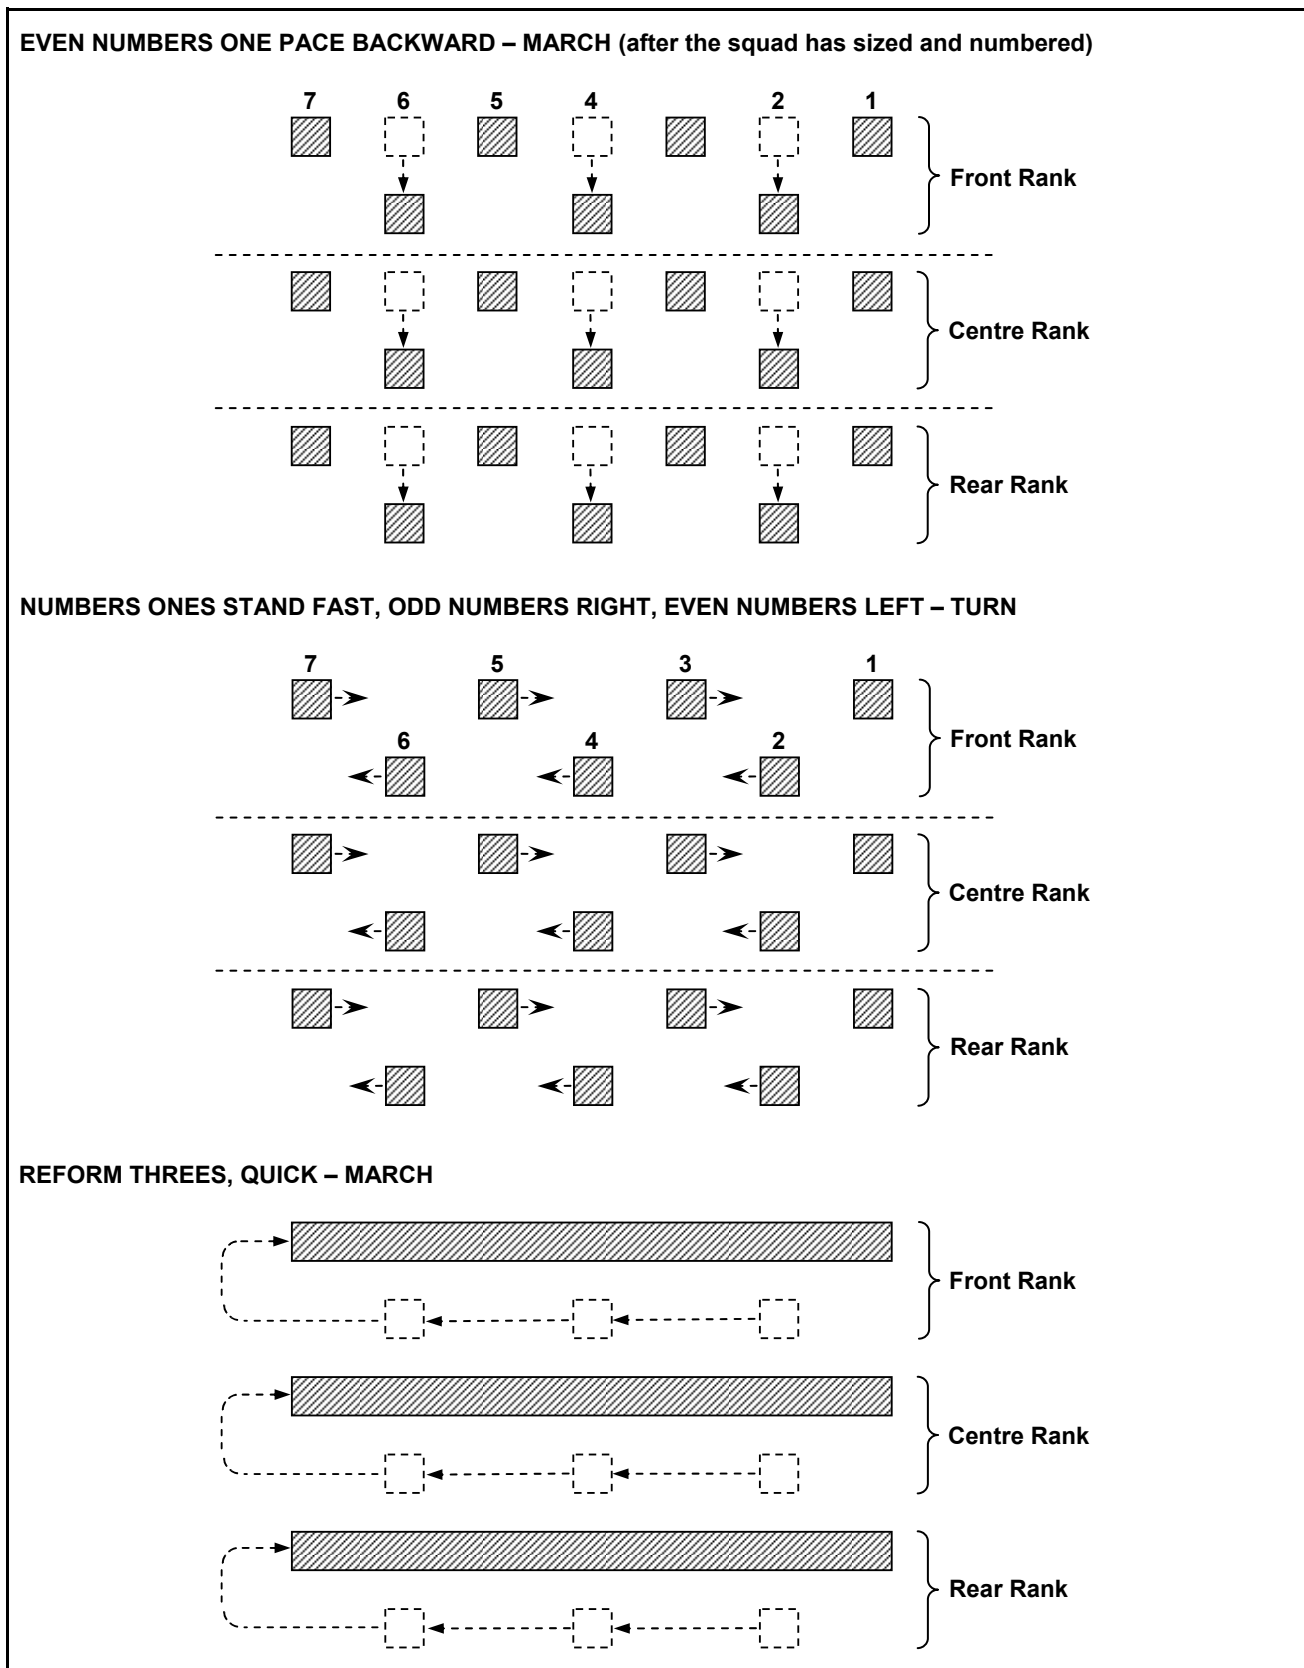 EVEN NUMBERS ONE PACE BACKWARD – MARCH (after the squad has sized and numbered)
7 6 5 4 2 1
Front Rank
Centre Rank
Rear Rank
NUMBERS ONES STAND FAST, ODD NUMBERS RIGHT, EVEN NUMBERS LEFT – TURN
7 5 3 1
Front Rank
6 4 2
Centre Rank
Rear Rank
REFORM THREES, QUICK – MARCH
Front Rank
Centre Rank
Rear Rank